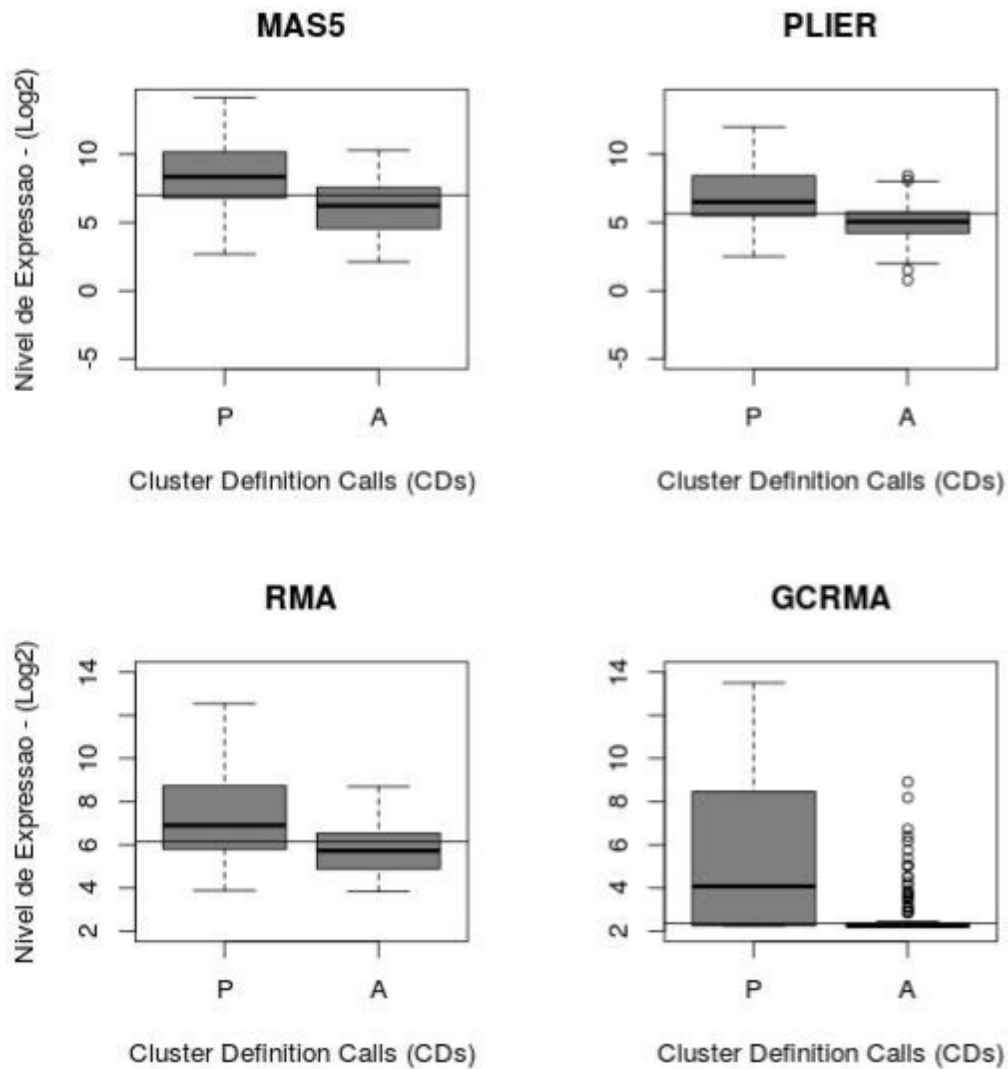 MAS5
Nivel de Expressao - (Log2)
10
5
0
-5
P
A
Cluster Definition Calls (CDs)
PLIER
10
5
0
-5
P
A
Cluster Definition Calls (CDs)
RMA
Nivel de Expressao - (Log2)
14
10
8
6
4
2
P
A
Cluster Definition Calls (CDs)
GCRMA
14
10
8
6
4
2
P
A
Cluster Definition Calls (CDs)